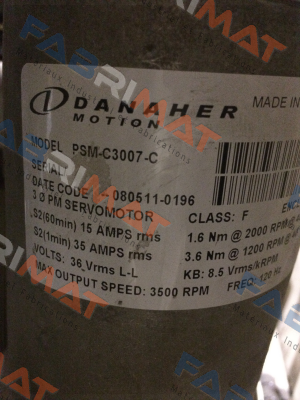 DANAHER
MOTION
MADE IN
MODEL PSM-C3007-C
SERIAL
DATE CODE 080511-0196
3 Ø PM SERVOMOTOR
CLASS: F
S2(60min) 15 AMPS rms
1.6 Nm @ 2000 RPM
S2(1min) 35 AMPS rms
3.6 Nm @ 1200 RPM
VOLTS: 36 Vrms L-L
KB: 8.5 Vrms/kRPM
MAX OUTPUT SPEED: 3500 RPM
FREQ: 120 Hz
FABRIMAT